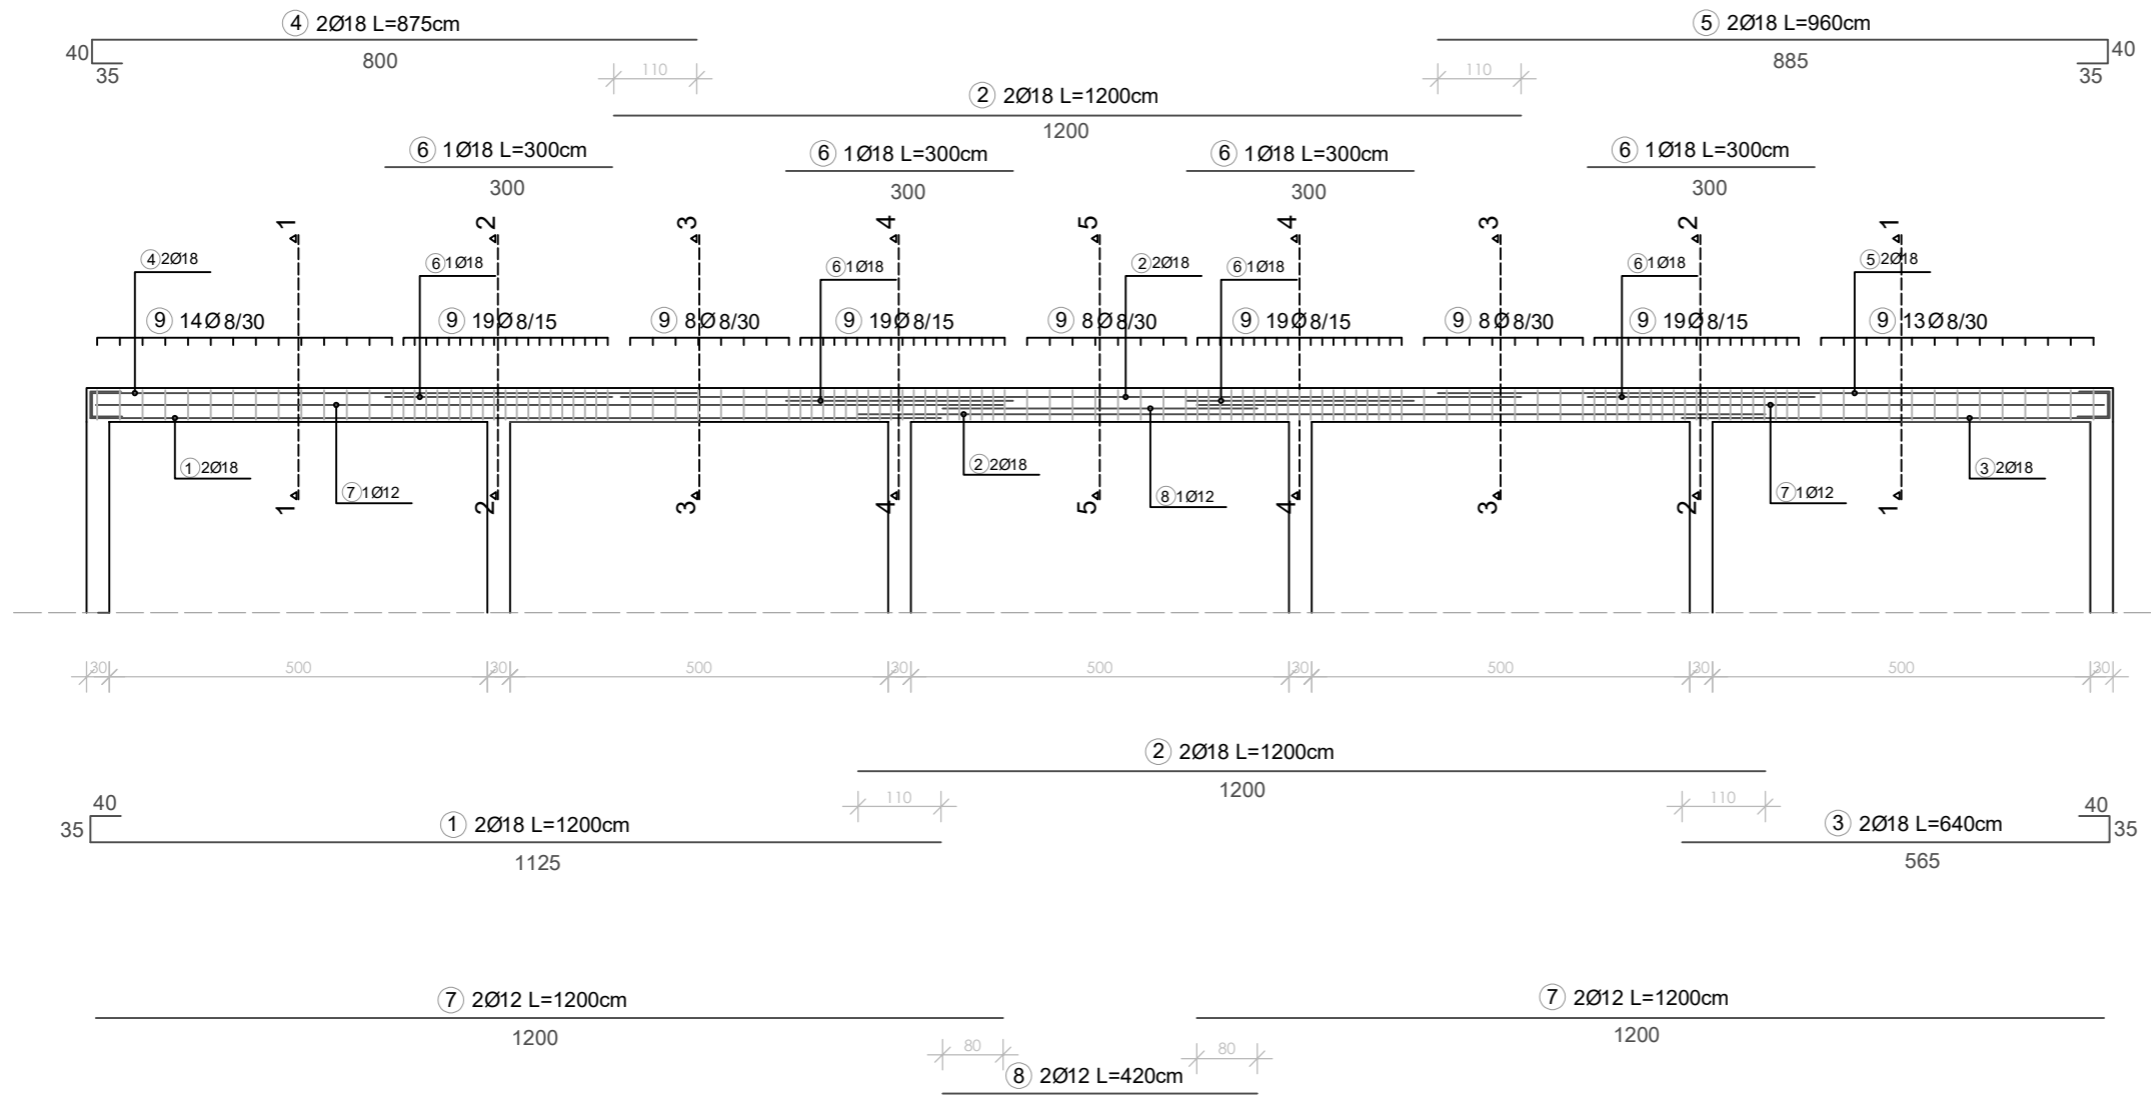 ④ 2Ø18 L=875cm
⑤ 2Ø18 L=960cm
40
800
885
40
35
110
110
35
② 2Ø18 L=1200cm
1200
⑥ 1Ø18 L=300cm
⑥ 1Ø18 L=300cm
⑥ 1Ø18 L=300cm
⑥ 1Ø18 L=300cm
300
300
300
300
1
2
3
4
5
4
3
2
1
④2Ø18
⑥1Ø18
⑥1Ø18
②2Ø18
⑥1Ø18
⑥1Ø18
⑤2Ø18
⑨ 14Ø8/30
⑨ 19Ø8/15
⑨ 8Ø8/30
⑨ 19Ø8/15
⑨ 8Ø8/30
⑨ 19Ø8/15
⑨ 8Ø8/30
⑨ 19Ø8/15
⑨ 13Ø8/30
①2Ø18
⑦1Ø12
②2Ø18
⑧1Ø12
⑦1Ø12
③2Ø18
1
2
3
4
5
4
3
2
1
30
500
30
500
30
500
30
500
30
500
30
② 2Ø18 L=1200cm
1200
110
110
40
35
① 2Ø18 L=1200cm
1125
③ 2Ø18 L=640cm
565
40
35
⑦ 2Ø12 L=1200cm
1200
⑦ 2Ø12 L=1200cm
1200
80
80
⑧ 2Ø12 L=420cm